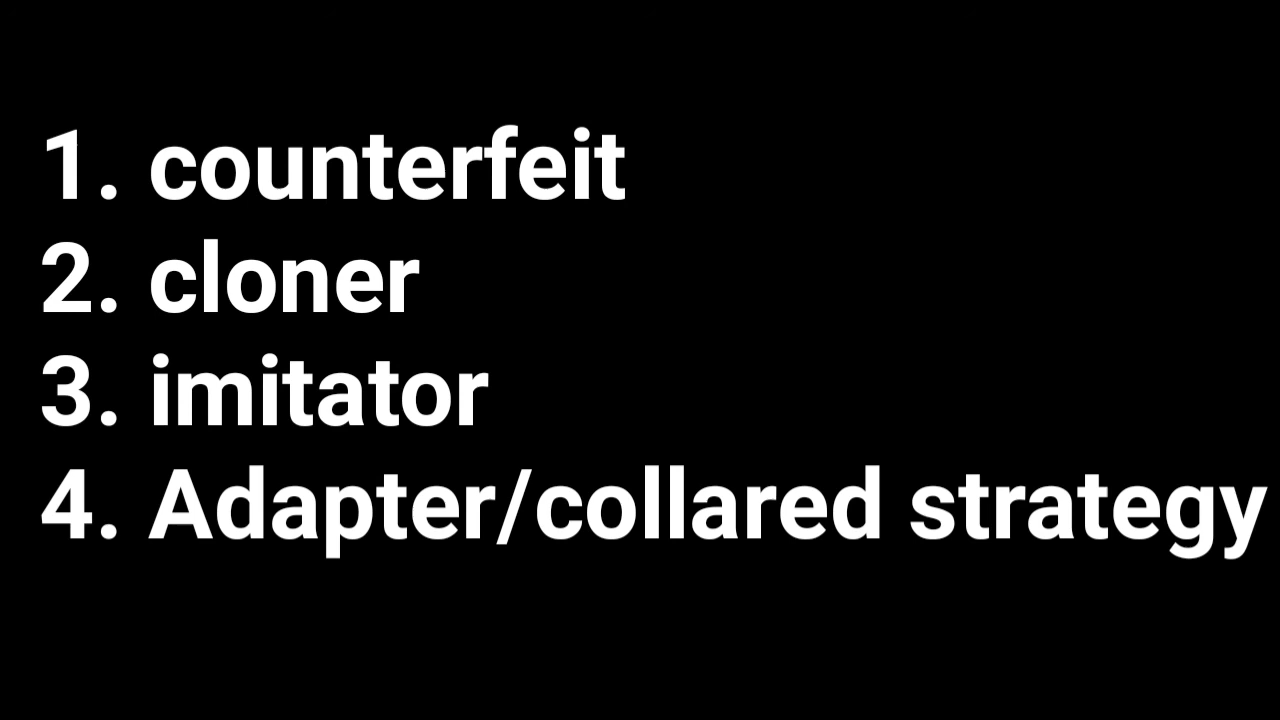 1. counterfeit
2. cloner
3. imitator
4. Adapter/collared strategy